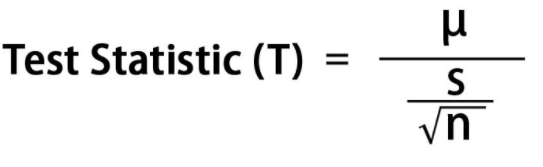 Test Statistic (T) = μ
s
√n